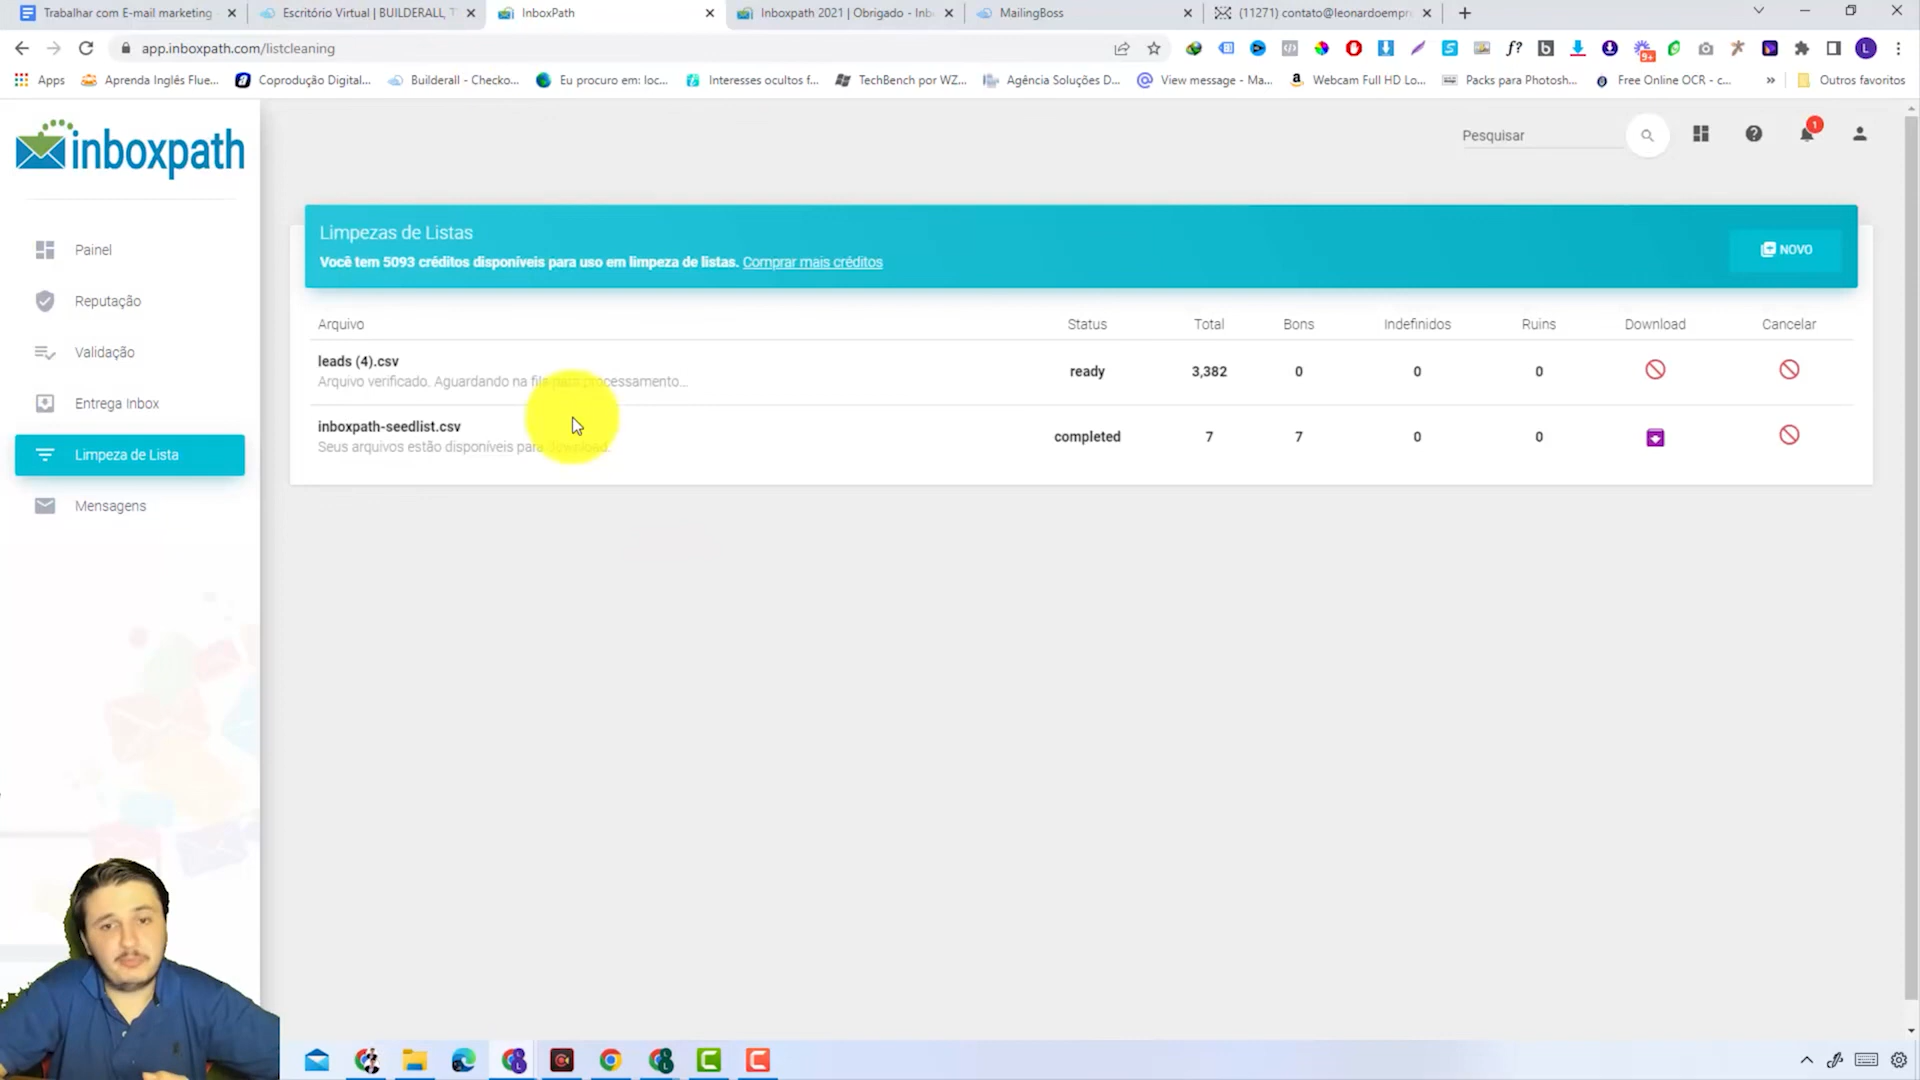 Trabalhar com E-mail marketing
Escritório Virtual | BUILDERALL, T
InboxPath
Inboxpath 2021 | Obrigado - Inb
MailingBoss
(11271) contato@leonardoempr
app.inboxpath.com/listcleaning
Apps
Aprenda Inglês Flue...
Coprodução Digital...
Builderall - Checko...
Eu procuro em: loc...
Interesses ocultos f...
TechBench por WZ...
Agência Soluções D...
View message - Ma...
Webcam Full HD Lo...
Packs para Photosh...
Free Online OCR - c...
»
Outros favoritos
inboxpath
Pesquisar
1
Painel
Reputação
Validação
Entrega Inbox
Limpeza de Lista
Mensagens
Limpezas de Listas
Você tem 5093 créditos disponíveis para uso em limpeza de listas. Comprar mais créditos
NOVO
Arquivo Status Total Bons Indefinidos Ruins Download Cancelar
leads (4).csv
Arquivo verificado. Aguardando na fila para processamento...
ready 3,382 0 0 0
inboxpath-seedlist.csv
Seus arquivos estão disponíveis para download.
completed 7 7 0 0